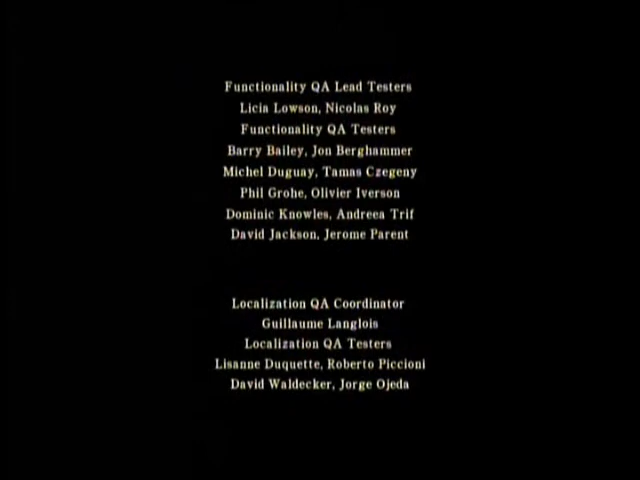 Functionality QA Lead Testers
Licia Lowson, Nicolas Roy
Functionality QA Testers
Barry Bailey, Jon Berghammer
Michel Duguay, Tamas Czegeny
Phil Grohe, Olivier Iverson
Dominic Knowles, Andreea Trif
David Jackson, Jerome Parent
Localization QA Coordinator
Guillaume Langlois
Localization QA Testers
Lisanne Duquette, Roberto Piccioni
David Waldecker, Jorge Ojeda